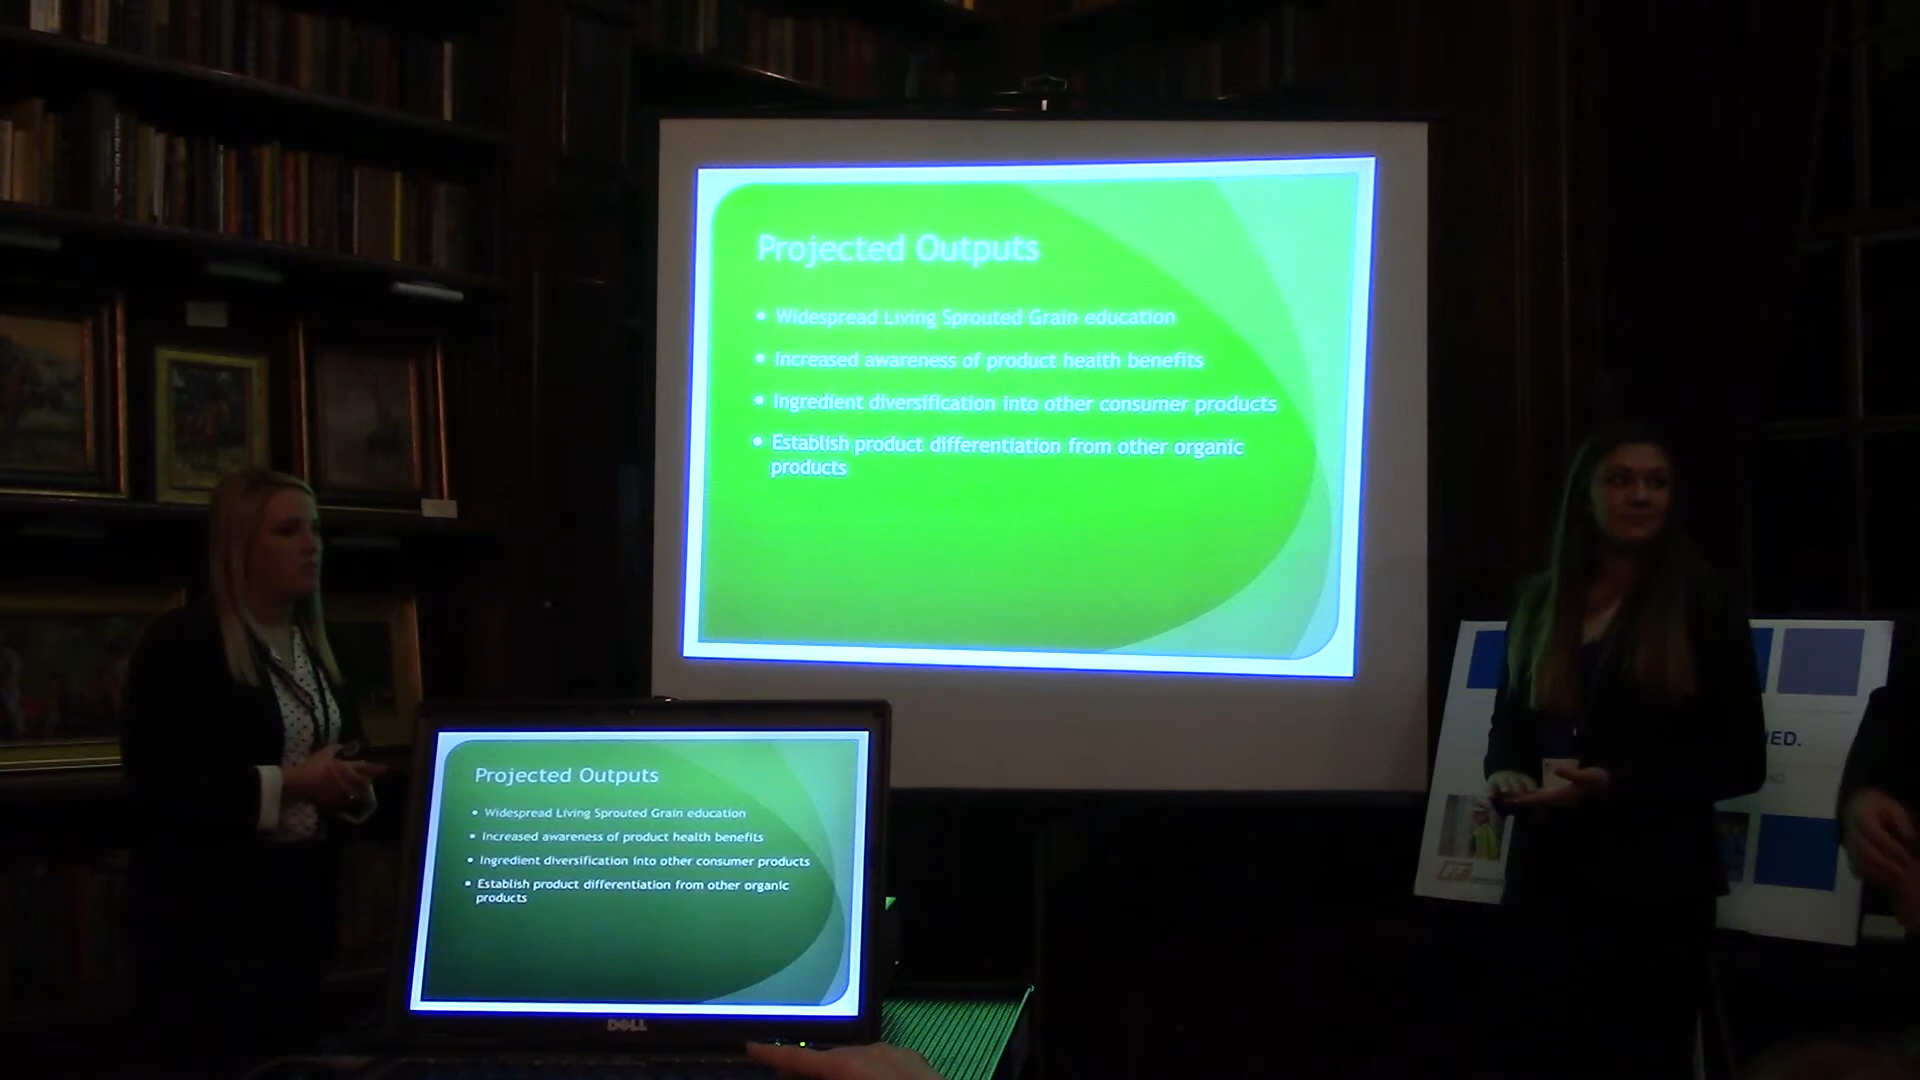 Projected Outputs
• Widespread Living Sprouted Grain education
• Increased awareness of product health benefits
• Ingredient diversification into other consumer products
• Establish product differentiation from other organic
products
Projected Outputs
• Widespread Living Sprouted Grain education
• Increased awareness of product health benefits
• Ingredient diversification into other consumer products
• Establish product differentiation from other organic
products
DELL